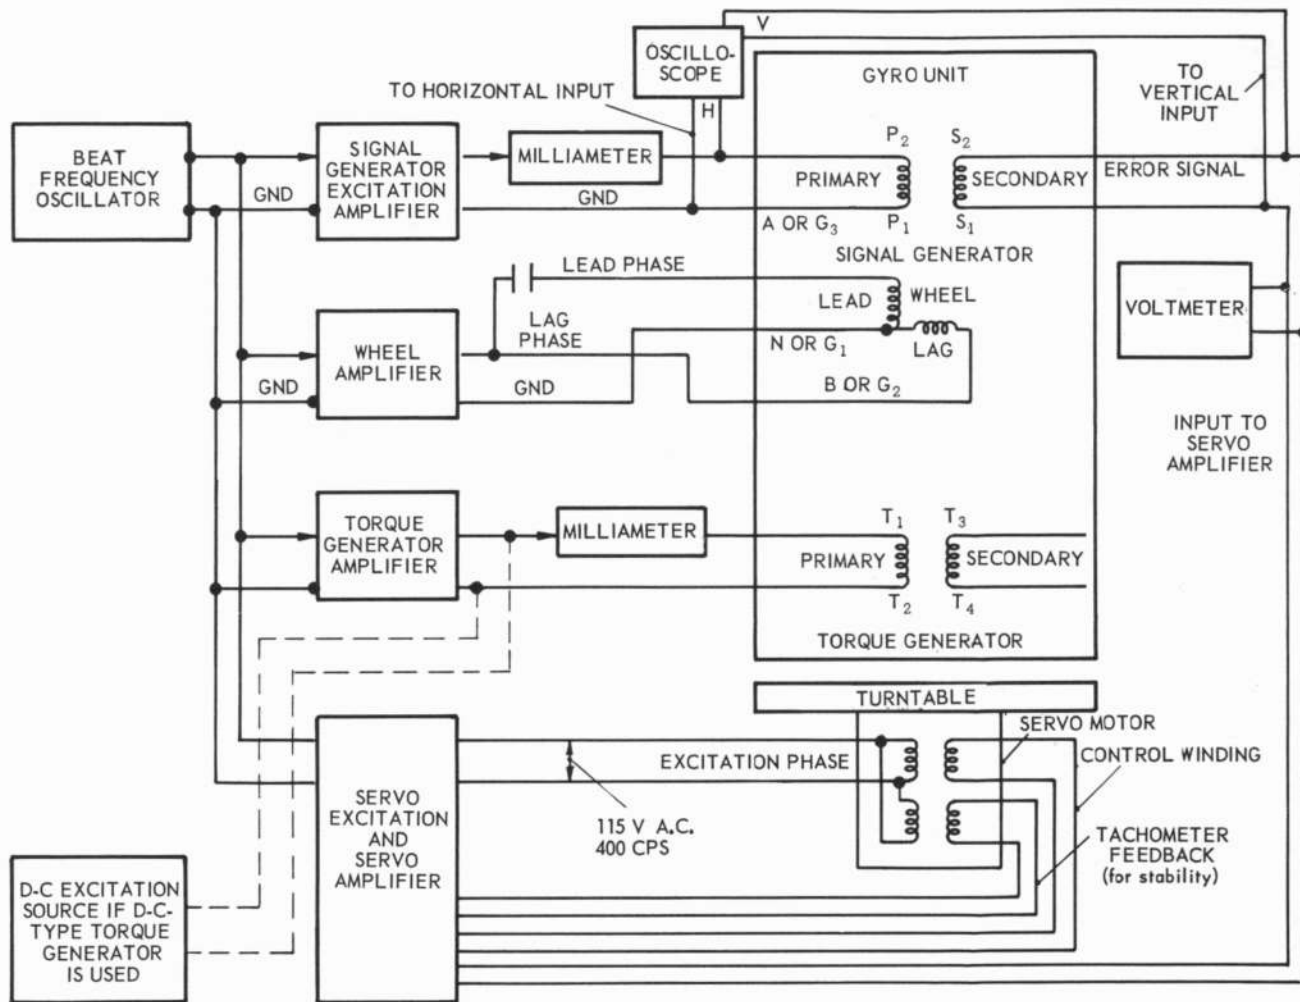 V
OSCILLO-
SCOPE
H
TO HORIZONTAL INPUT
GYRO UNIT
TO
VERTICAL
INPUT
BEAT
FREQUENCY
OSCILLATOR
GND
SIGNAL
GENERATOR
EXCITATION
AMPLIFIER
MILLIAMETER
GND
P2
S2
PRIMARY
SECONDARY
ERROR SIGNAL
A OR G3
P1
S1
SIGNAL GENERATOR
LEAD PHASE
LEAD
WHEEL
LAG
PHASE
N OR G1
LAG
B OR G2
WHEEL
AMPLIFIER
GND
GND
VOLTMETER
INPUT TO
SERVO
AMPLIFIER
TORQUE
GENERATOR
AMPLIFIER
MILLIAMETER
T1
T3
PRIMARY
SECONDARY
T2
T4
TORQUE GENERATOR
TURNTABLE
SERVO MOTOR
CONTROL WINDING
EXCITATION PHASE
115 V A.C.
400 CPS
SERVO
EXCITATION
AND
SERVO
AMPLIFIER
TACHOMETER
FEEDBACK
(for stability)
D-C EXCITATION
SOURCE IF D-C-
TYPE TORQUE
GENERATOR
IS USED